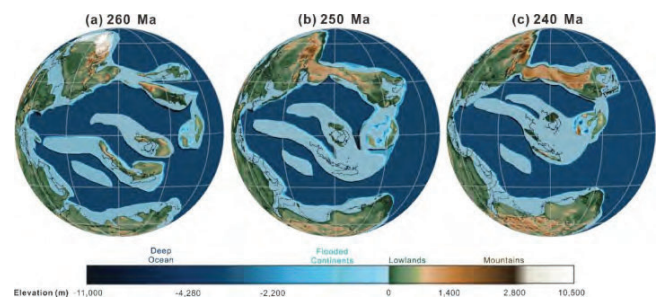 (a) 260 Ma (b) 250 Ma (c) 240 Ma
Deep Ocean Flooded Continents Lowlands Mountains
Elevation (m) -11,000 -4,280 -2,200 0 1,400 2,800 10,500